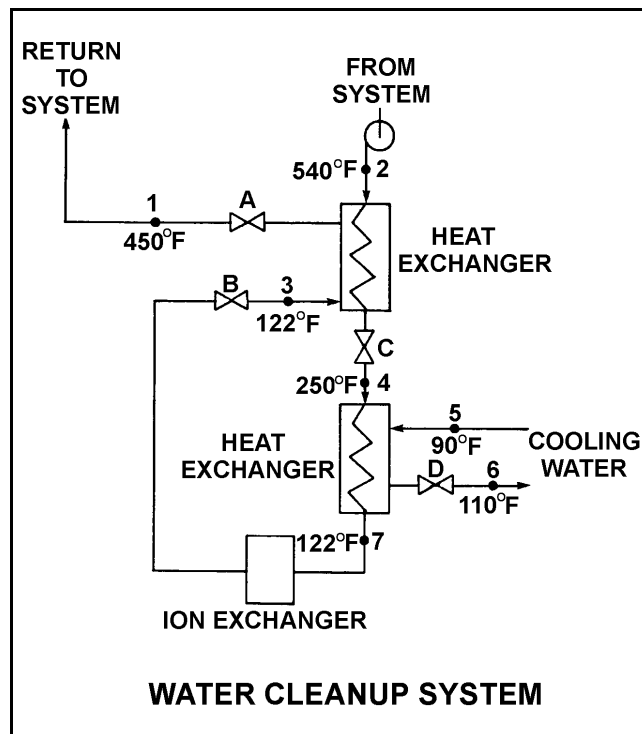 RETURN
TO
SYSTEM
FROM
SYSTEM
540°F 2
1
A
450°F
HEAT
EXCHANGER
B
3
122°F
C
250°F 4
HEAT
EXCHANGER
5
90°F
COOLING
WATER
D
6
110°F
122°F 7
ION EXCHANGER
WATER CLEANUP SYSTEM